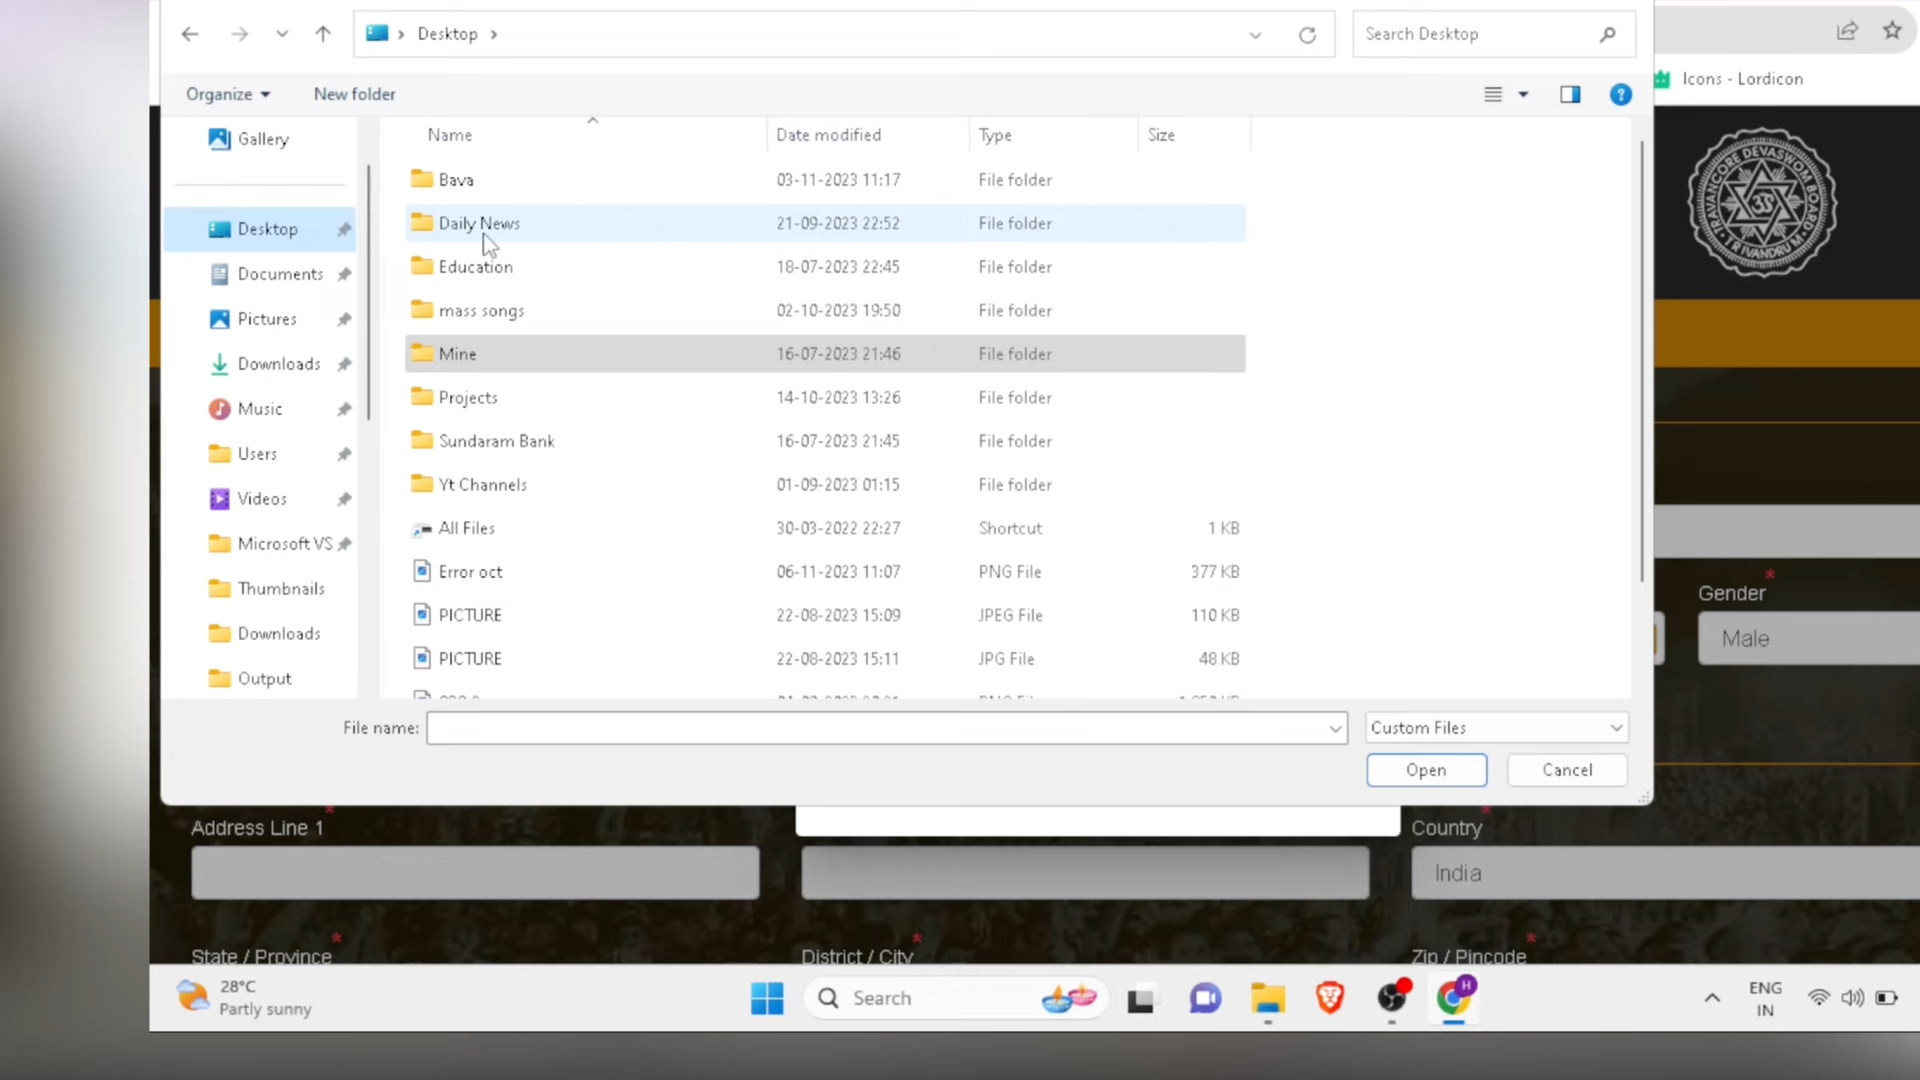 Desktop
Search Desktop
Icons - Lordicon
Organize
New folder
Gallery
Desktop
Documents
Pictures
Downloads
Music
Users
Videos
Microsoft VS
Thumbnails
Downloads
Output
Name Date modified Type Size
Bava 03-11-2023 11:17 File folder
Daily News 21-09-2023 22:52 File folder
Education 18-07-2023 22:45 File folder
mass songs 02-10-2023 19:50 File folder
Mine 16-07-2023 21:46 File folder
Projects 14-10-2023 13:26 File folder
Sundaram Bank 16-07-2023 21:45 File folder
Yt Channels 01-09-2023 01:15 File folder
All Files 30-03-2022 22:27 Shortcut 1 KB
Error oct 06-11-2023 11:07 PNG File 377 KB
PICTURE 22-08-2023 15:09 JPEG File 110 KB
PICTURE 22-08-2023 15:11 JPG File 48 KB
File name:
Custom Files
Open
Cancel
TRAVANCORE DEVASWOM BOARD
TRIVANDRUM
ॐ
Gender *
Male
Address Line 1 *
Country *
India
State / Province *
District / City *
Zip / Pincode *
28°C
Partly sunny
Search
H
ENG
IN